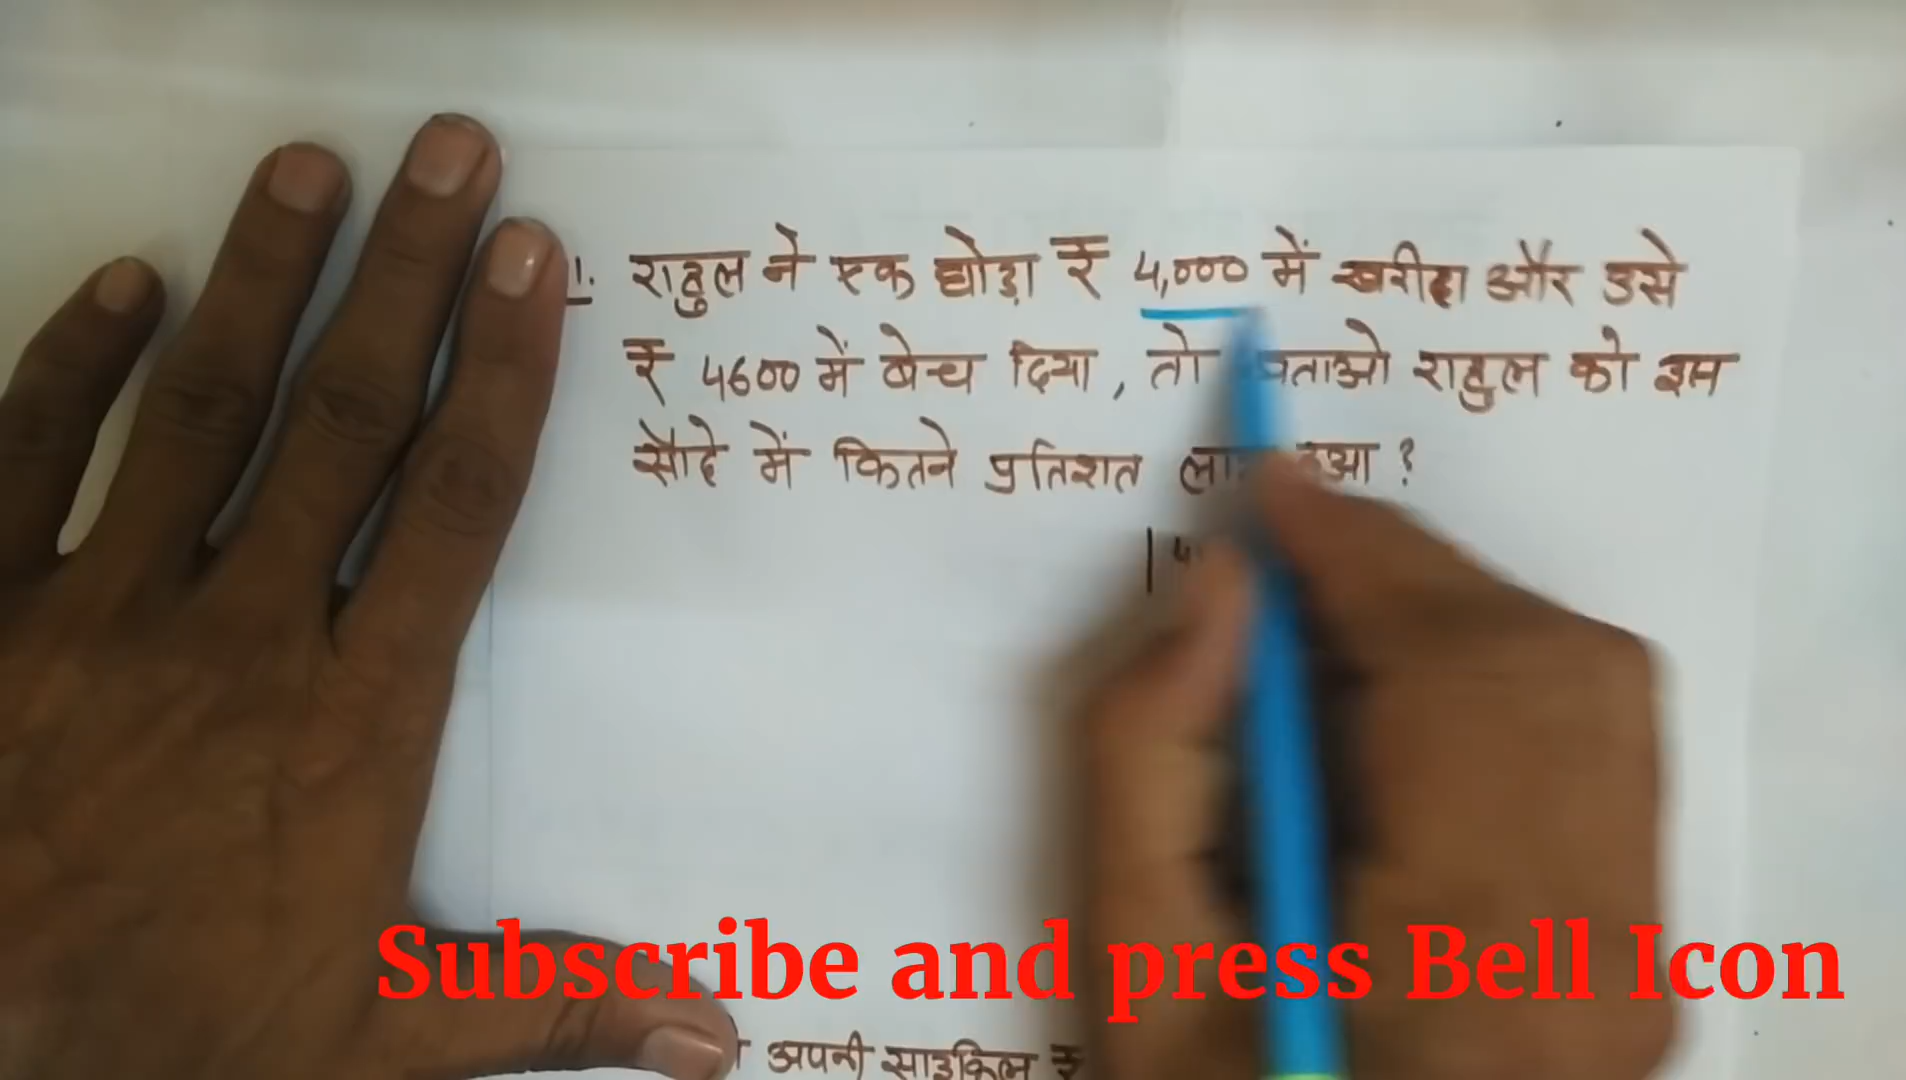 1. राहुल ने एक घोड़ा ₹ 4,000 में खरीदा और उसे
₹ 4600 में बेच दिया, तो बताओ राहुल को इस
सौदे में कितने प्रतिशत हुआ ?
Subscribe and press Bell Icon
अपनी साइकिल ₹